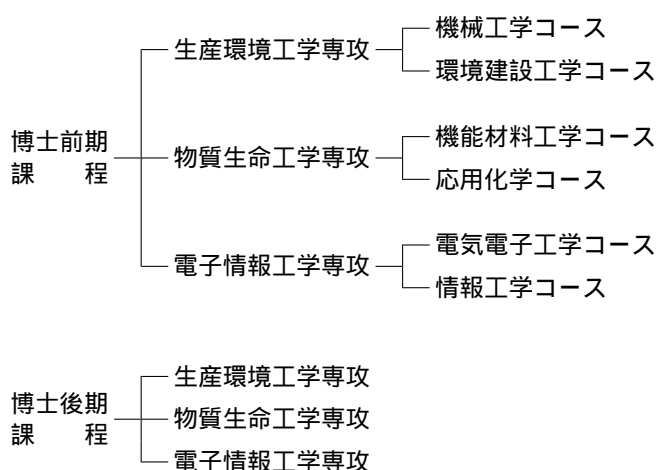 博士前期
課程
生産環境工学専攻
機械工学コース
環境建設工学コース
物質生命工学専攻
機能材料工学コース
応用化学コース
電子情報工学専攻
電気電子工学コース
情報工学コース
博士後期
課程
生産環境工学専攻
物質生命工学専攻
電子情報工学専攻